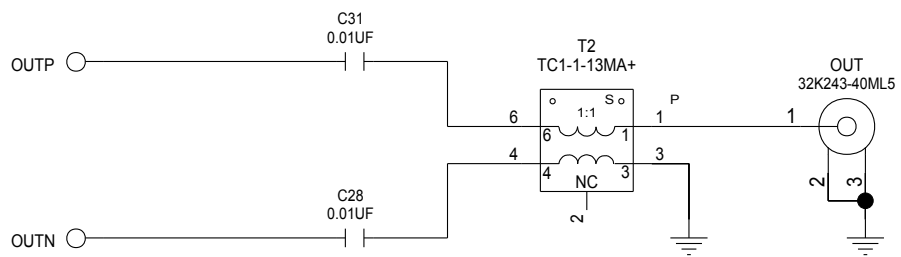 C31
0.01UF
OUTP
T2
TC1-1-13MA+
OUT
32K243-40ML5
S P
6 6 1:1 1 1 1
4 4 3 3
NC
2
2 3
C28
0.01UF
OUTN